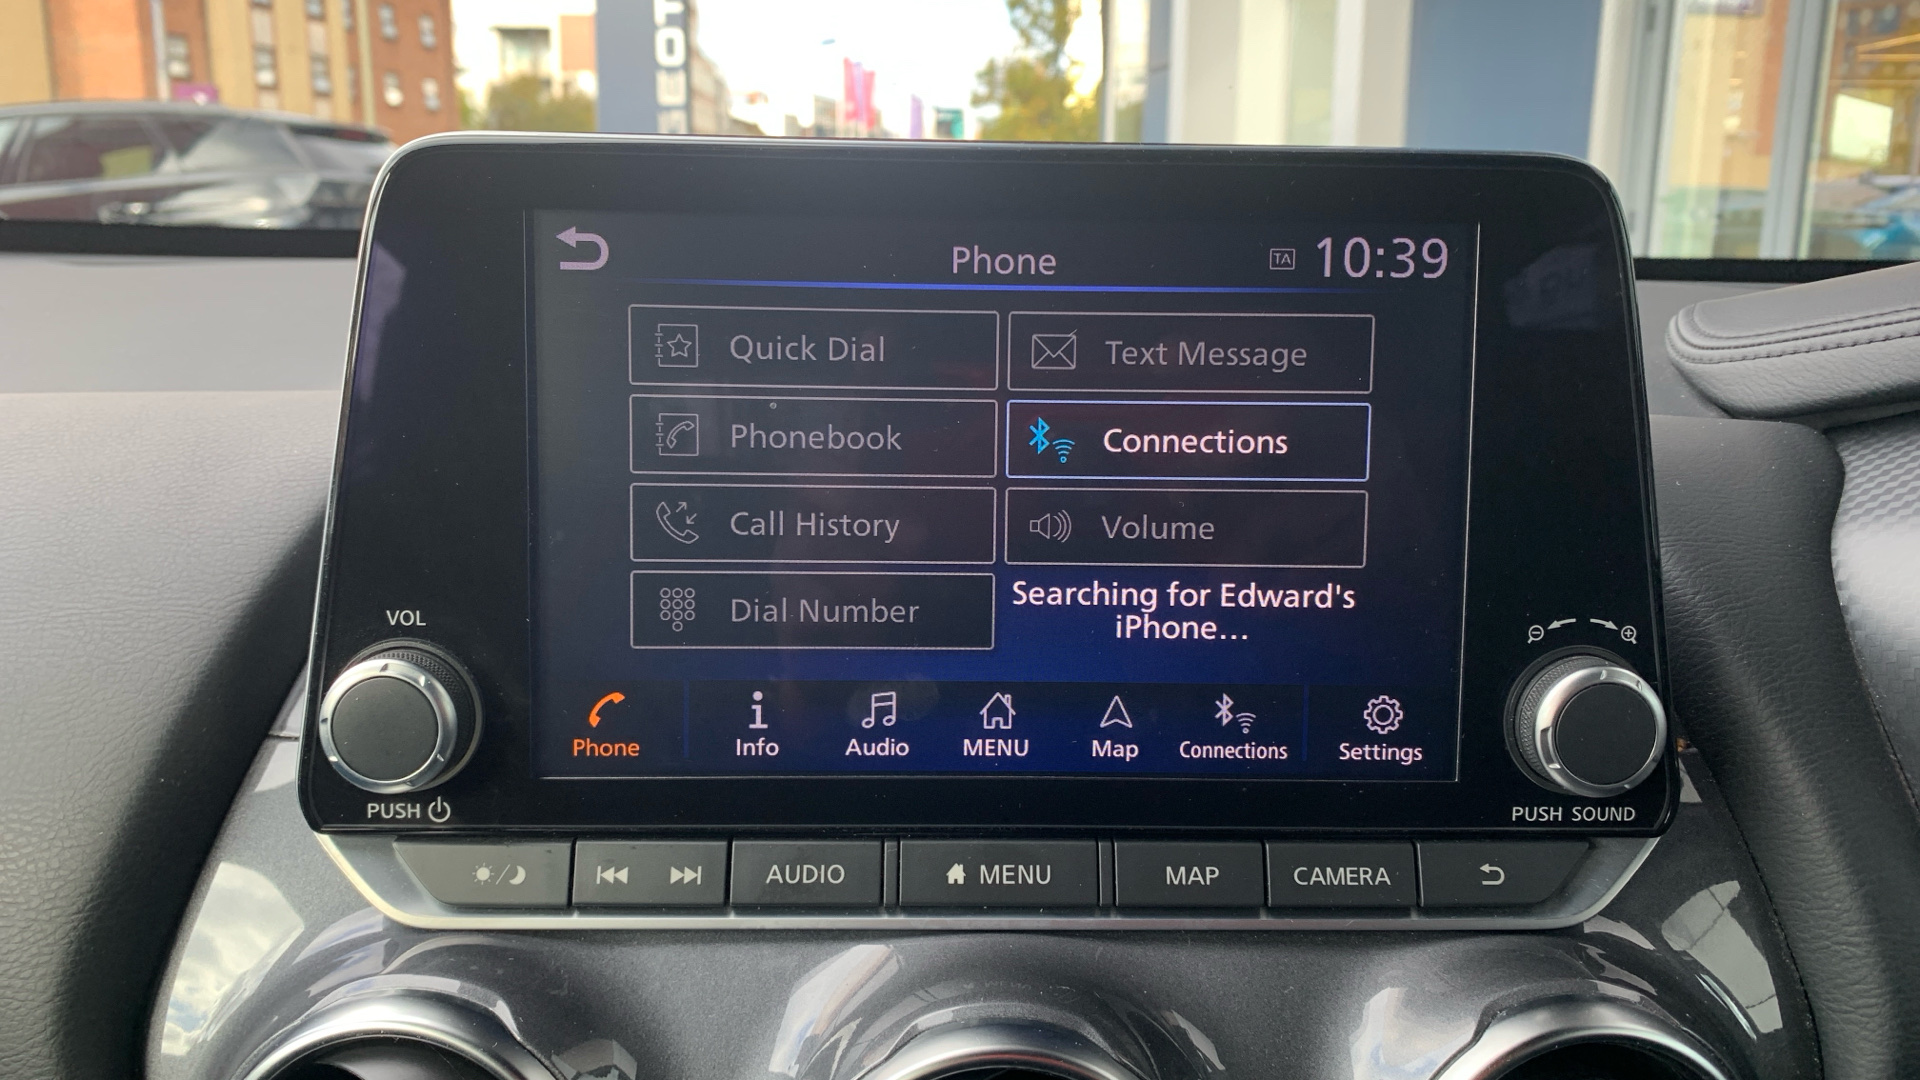 Phone
TA
10:39
Quick Dial
Text Message
Phonebook
Connections
Call History
Volume
Dial Number
Searching for Edward's
iPhone...
Phone
Info
Audio
MENU
Map
Connections
Settings
VOL
PUSH
PUSH SOUND
AUDIO
MENU
MAP
CAMERA